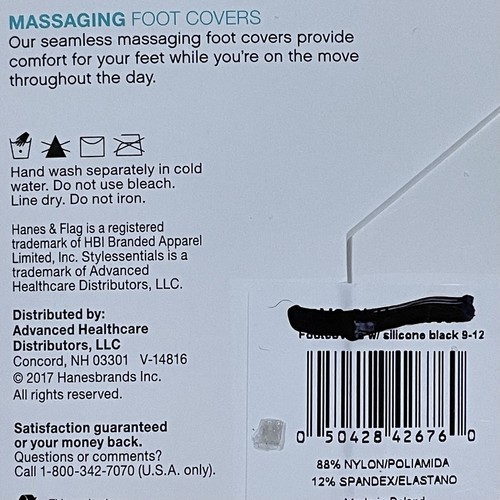 MASSAGING FOOT COVERS
Our seamless massaging foot covers provide
comfort for your feet while you're on the move
throughout the day.
Hand wash separately in cold
water. Do not use bleach.
Line dry. Do not iron.
Hanes & Flag is a registered
trademark of HBI Branded Apparel
Limited, Inc. Stylessentials is a
trademark of Advanced
Healthcare Distributors, LLC.
Distributed by:
Advanced Healthcare
Distributors, LLC
Concord, NH 03301 V-14816
© 2017 Hanesbrands Inc.
All rights reserved.
Satisfaction guaranteed
or your money back.
Questions or comments?
Call 1-800-342-7070 (U.S.A. only).
w/ silicone black 9-12
0 50428 42676 0
88% NYLON/POLIAMIDA
12% SPANDEX/ELASTANO